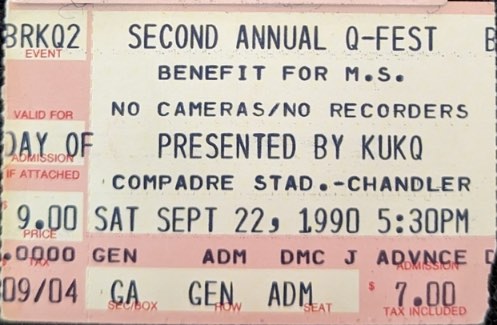 BRKQ2 SECOND ANNUAL Q-FEST B
EVENT
BENEFIT FOR M.S.
NO CAMERAS/NO RECORDERS
VALID FOR
DAY OF PRESENTED BY KUKQ
ADMISSION
IF ATTACHED
COMPADRE STAD.-CHANDLER
$ 9.00 SAT SEPT 22, 1990 5:30PM
PRICE
.0000 GEN ADM DMC J ADVNCE D
TAX ADMISSION
09/04 GA GEN ADM $ 7.00
SEC/BOX ROW SEAT TAX INCLUDED